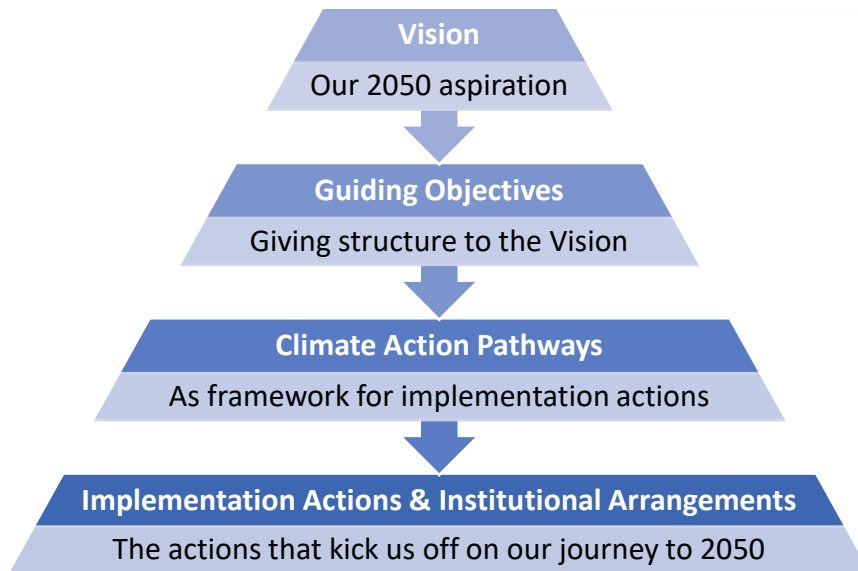 Vision
Our 2050 aspiration
Guiding Objectives
Giving structure to the Vision
Climate Action Pathways
As framework for implementation actions
Implementation Actions & Institutional Arrangements
The actions that kick us off on our journey to 2050